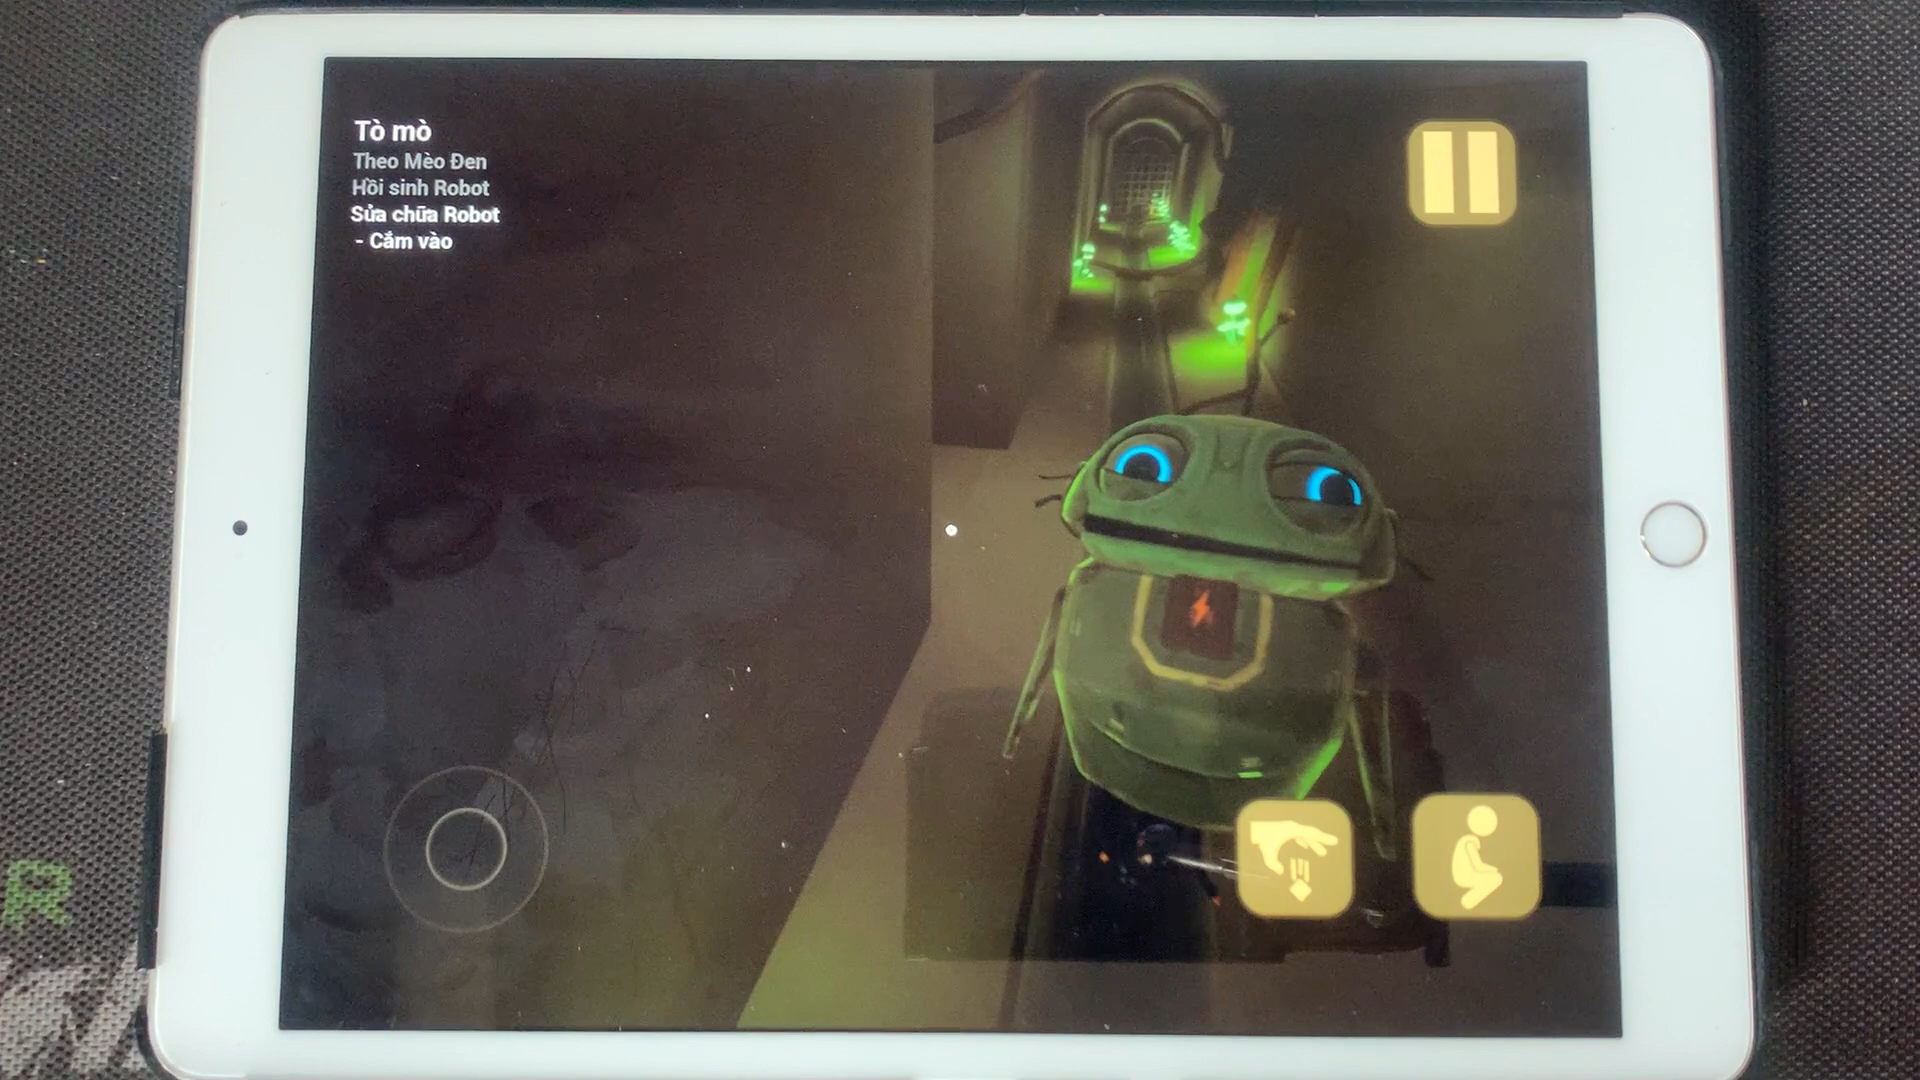 Tò mò
Theo Mèo Đen
Hồi sinh Robot
Sửa chữa Robot
- Cắm vào
R